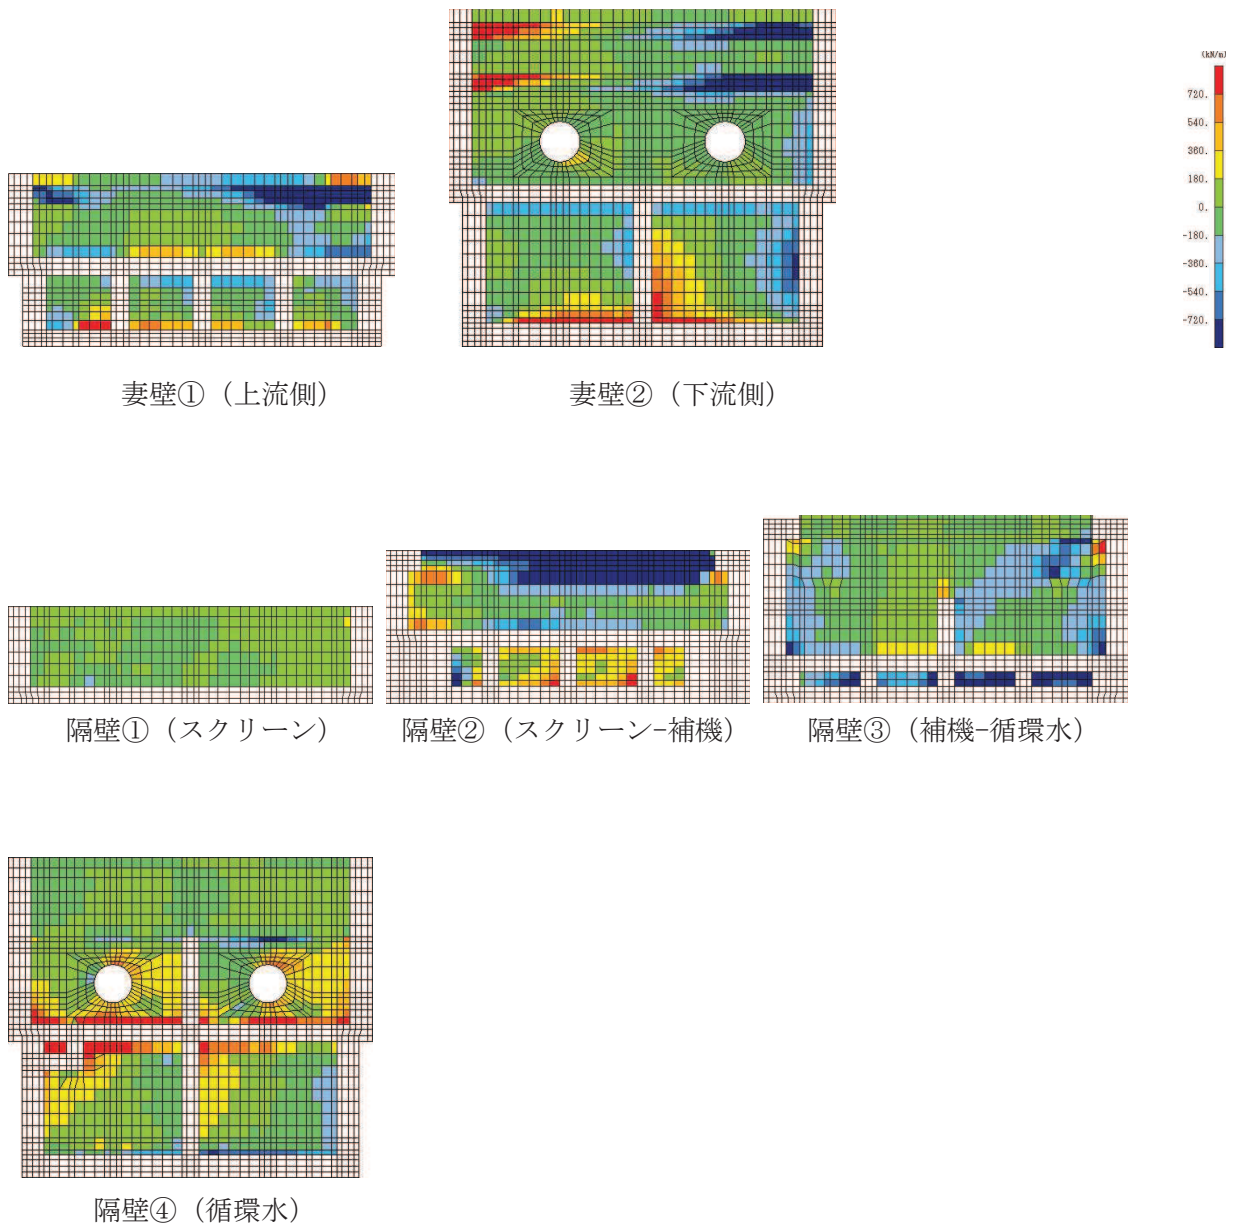 (kN/m)
720.
540.
360.
180.
0.
-180.
-360.
-540.
-720.
妻壁①（上流側）
妻壁②（下流側）
隔壁①（スクリーン）
隔壁②（スクリーン-補機）
隔壁③（補機-循環水）
隔壁④（循環水）